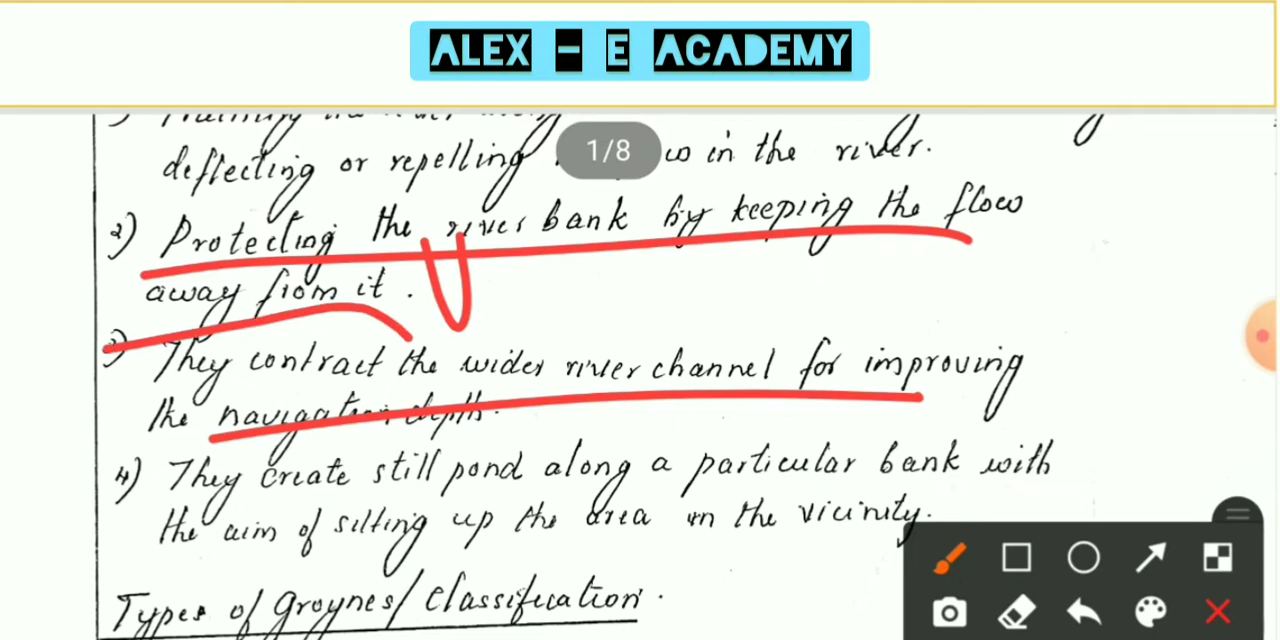 ALEX - E ACADEMY
1/8
deflecting or repelling in the river.
2) Protecting the river bank by keeping the flow
away from it.
3) They contract the wider river channel for improving
the navigation depth.
4) They create still pond along a particular bank with
the aim of silting up the area in the vicinity.
Types of groynes/classification.